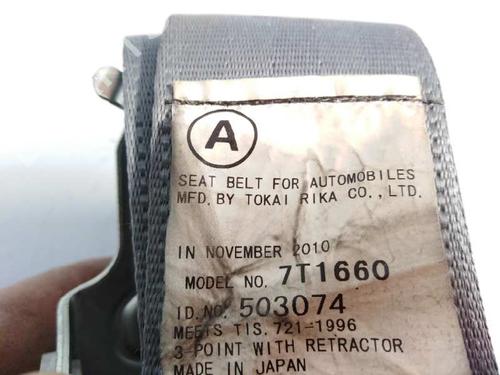 A
SEAT BELT FOR AUTOMOBILES
MFD. BY TOKAI RIKA CO., LTD.
IN NOVEMBER 2010
MODEL NO. 7T1660
ID. NO. 503074
MEETS TIS. 721-1996
3 POINT WITH RETRACTOR
MADE IN JAPAN